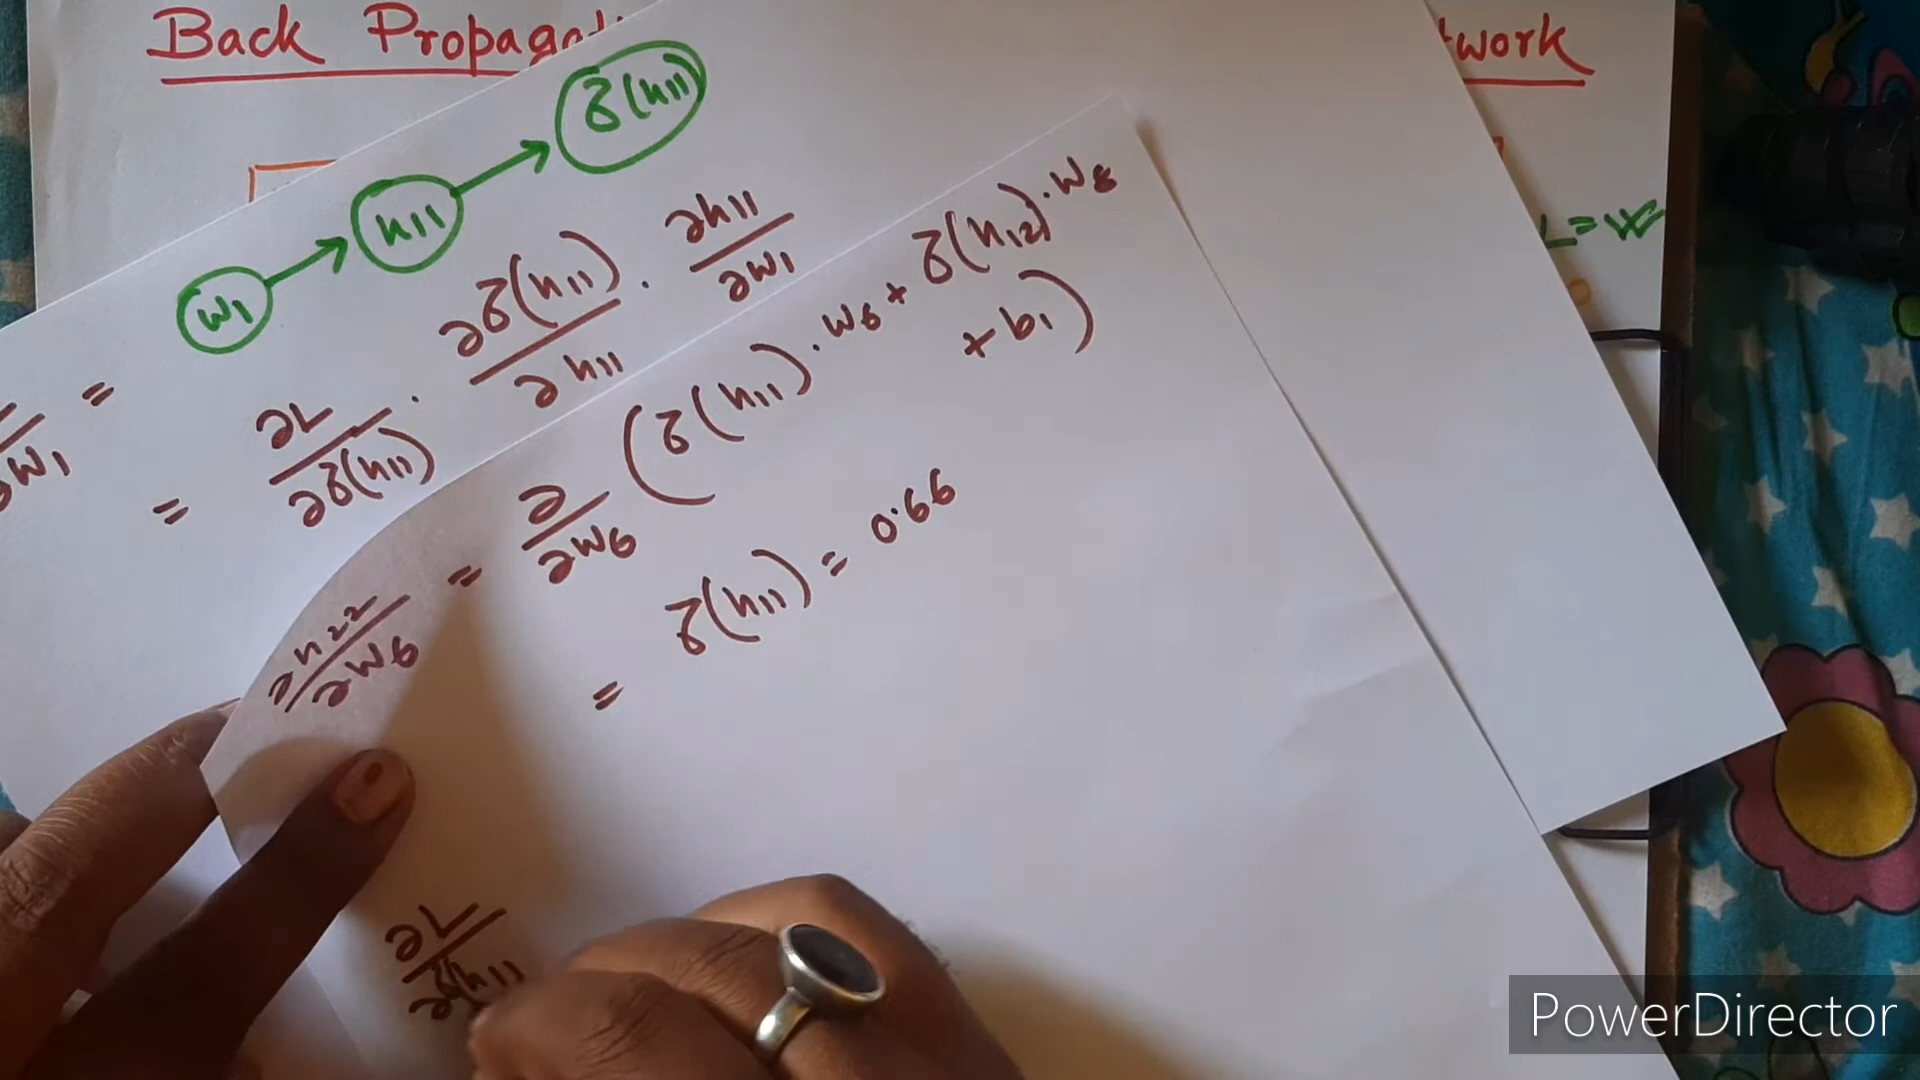 Back Propaga
twork
σ(h11)
h11
w1
L =
∂w1 = ∂L/∂σ(h11) · ∂σ(h11)/∂h11 · ∂h11/∂w1
=
∂h22/∂w6 = ∂/∂w6 (σ(h11) · w6 + σ(h12) · w8
+ b1)
= σ(h11) = 0.66
∂L
∂σ(h11
PowerDirector